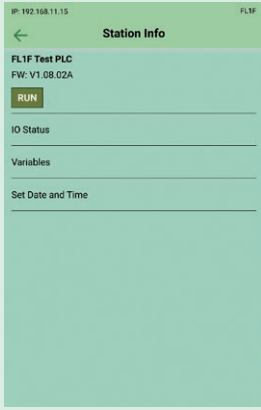 IP: 192.168.11.15 FL1F
Station Info
FL1F Test PLC
FW: V1.08.02A
RUN
IO Status
Variables
Set Date and Time